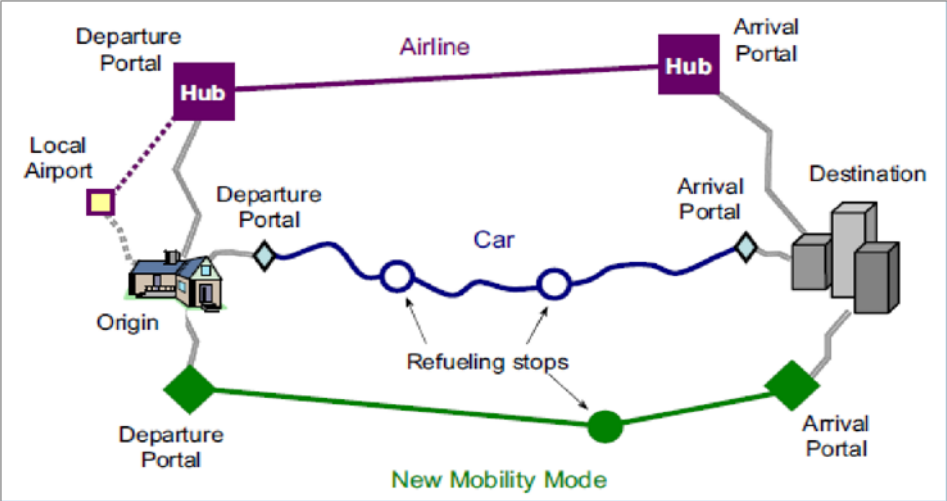 Departure
Portal
Airline
Arrival
Portal
Hub
Hub
Local
Airport
Departure
Portal
Arrival
Portal
Destination
Car
Origin
Refueling stops
Departure
Portal
Arrival
Portal
New Mobility Mode